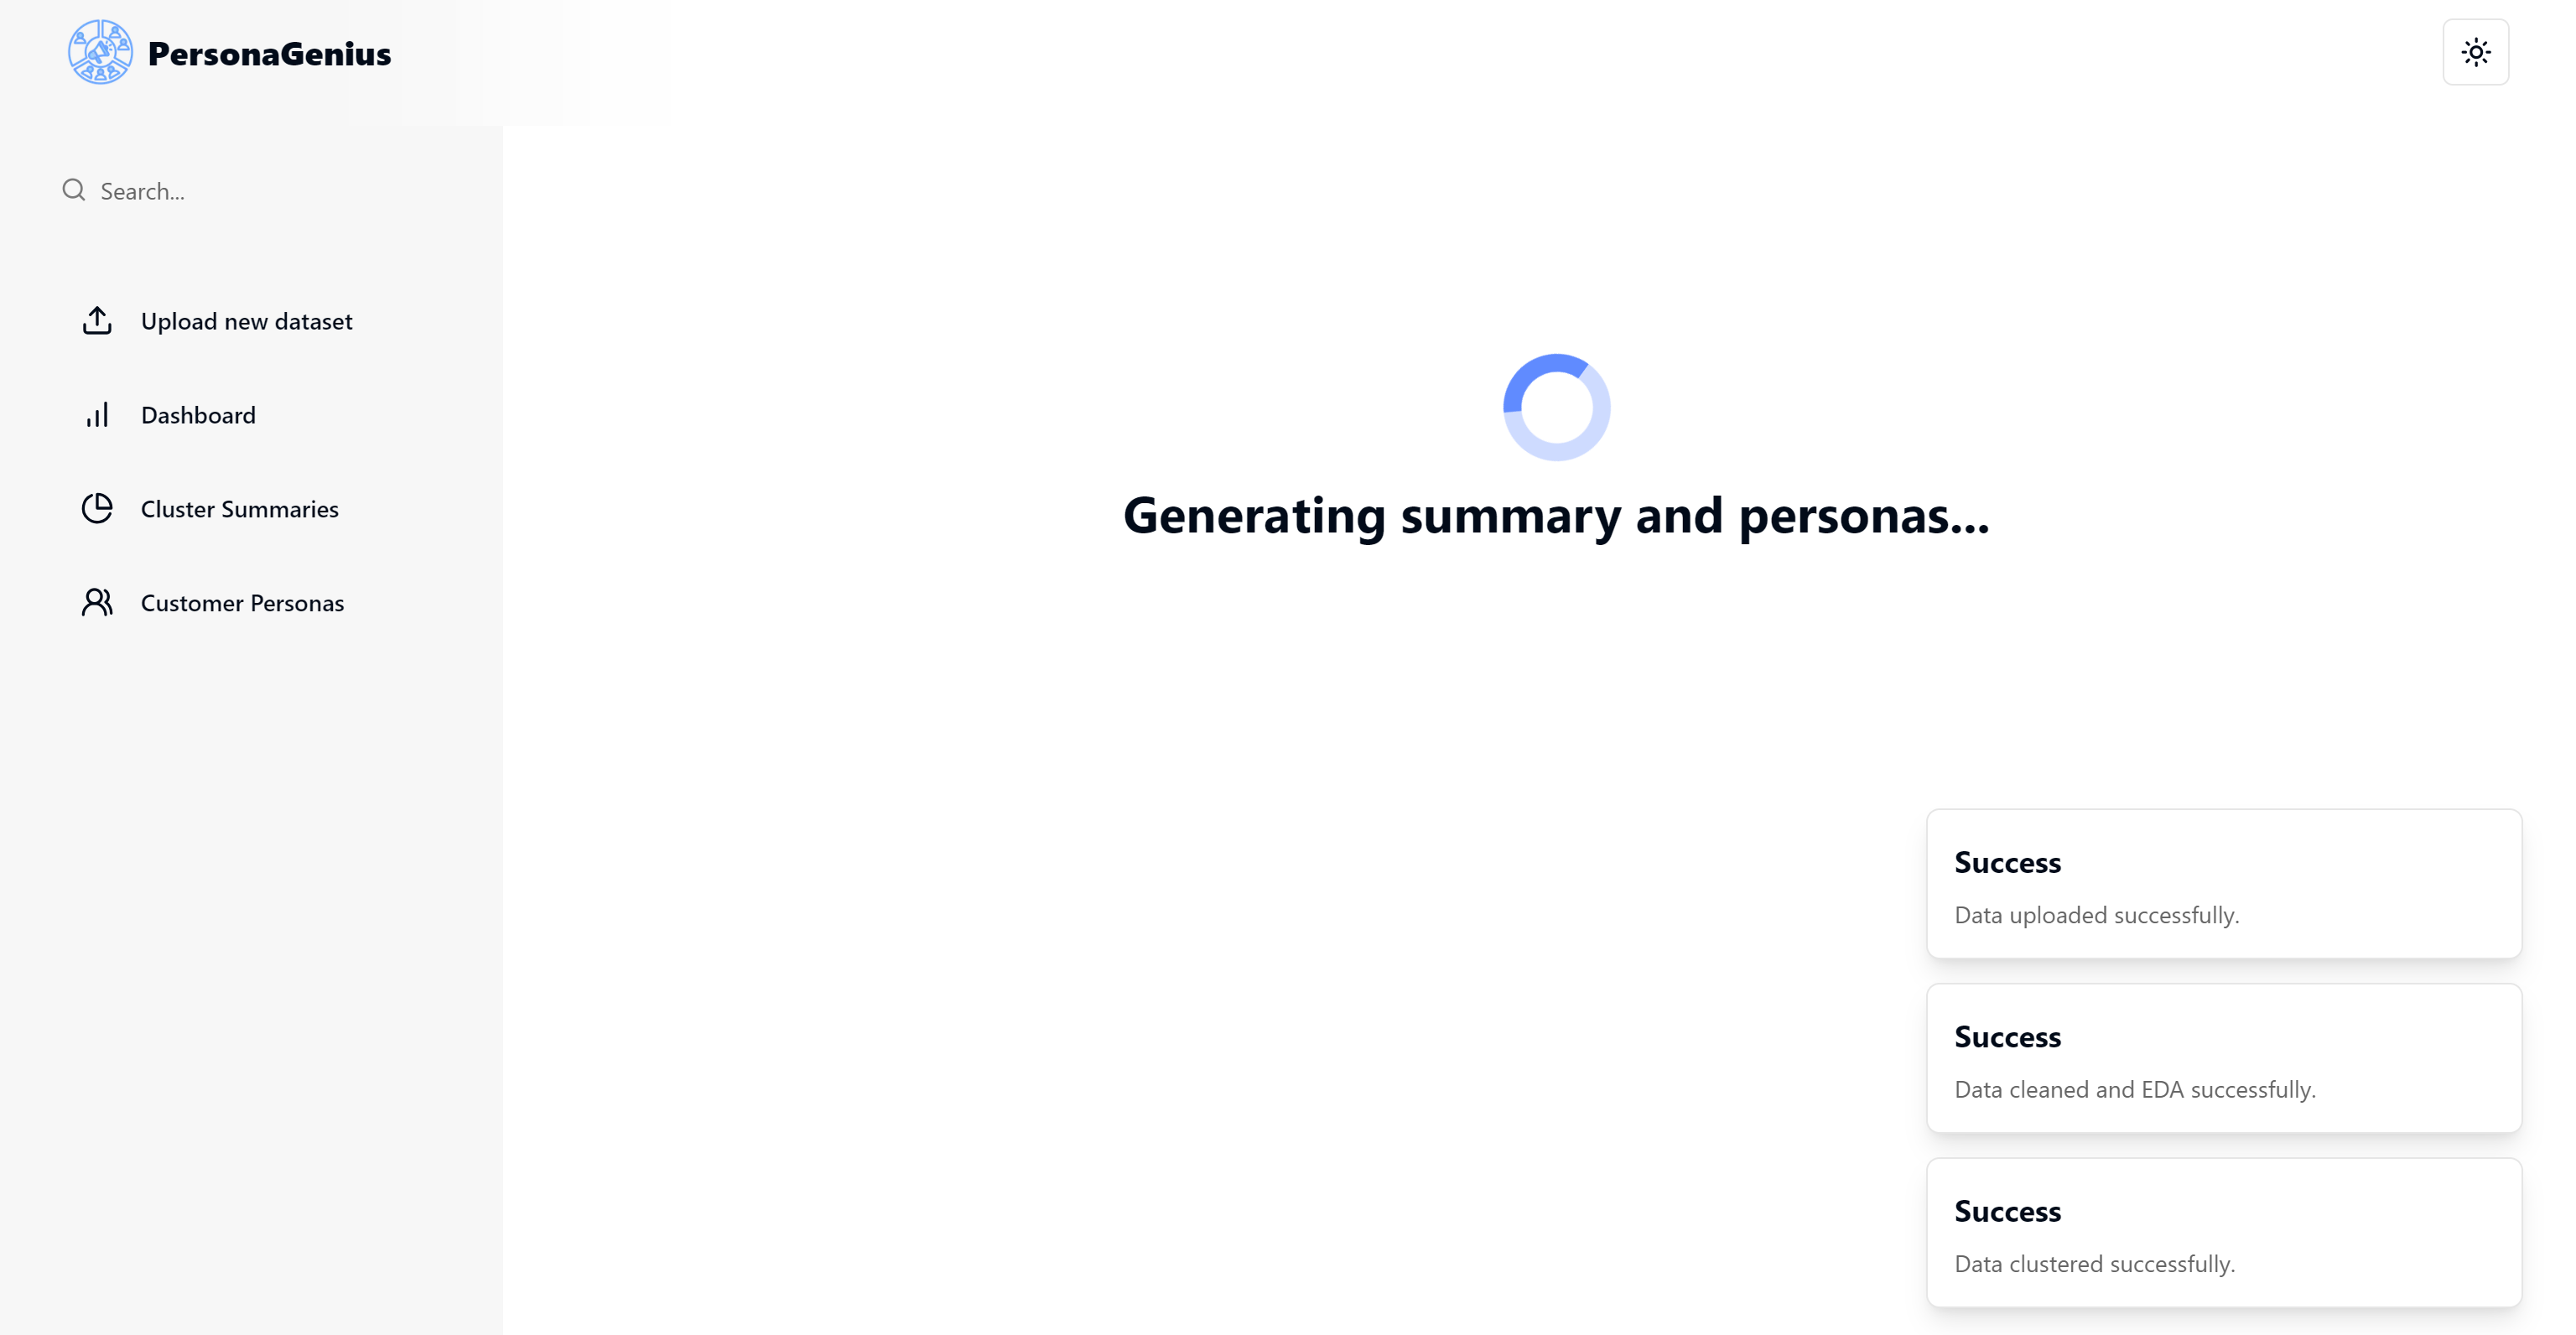 PersonaGenius
Search...
Upload new dataset
Dashboard
Cluster Summaries
Customer Personas
Generating summary and personas...
Success
Data uploaded successfully.
Success
Data cleaned and EDA successfully.
Success
Data clustered successfully.